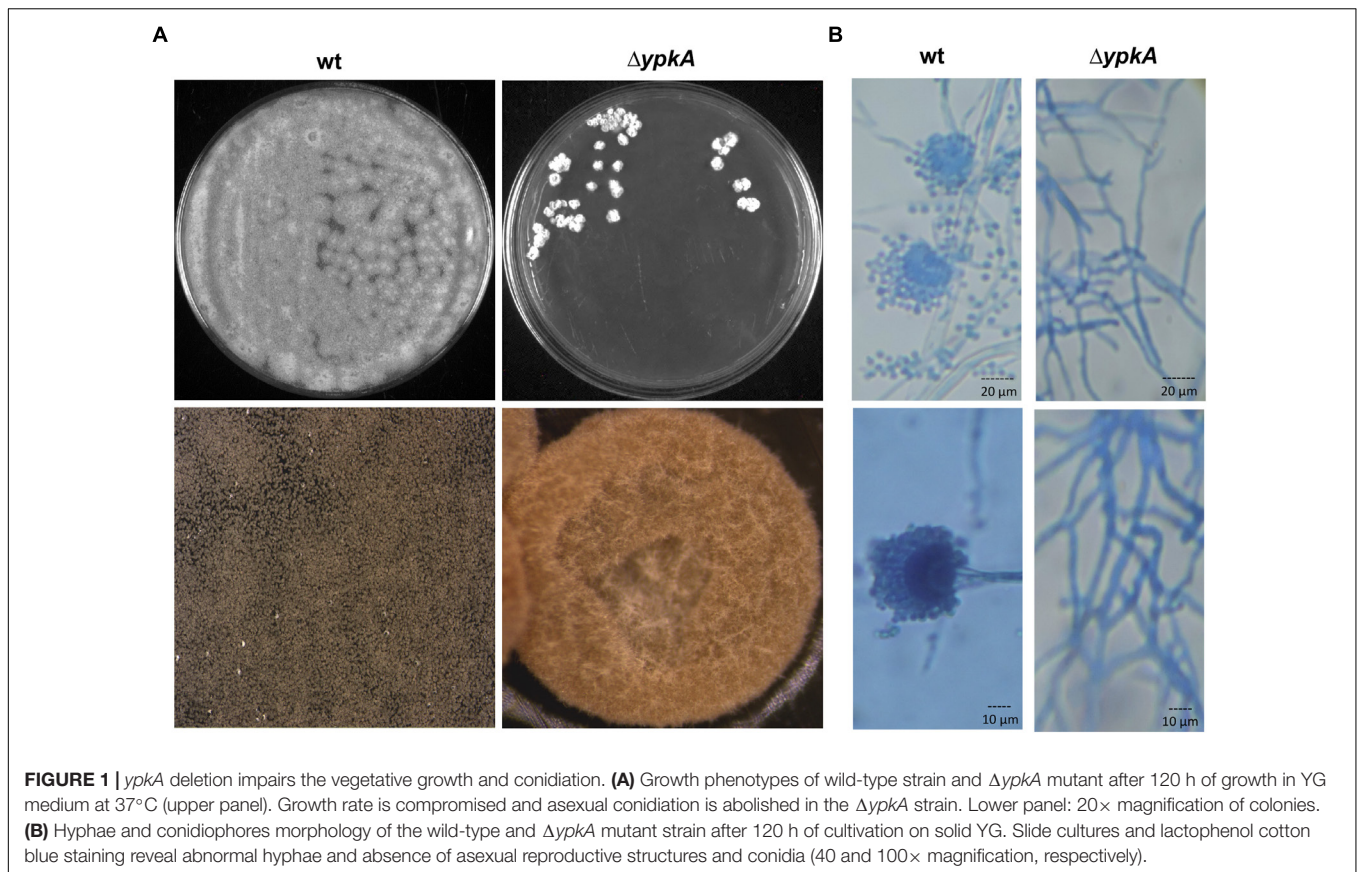 A
B
wt
ΔypkA
wt
ΔypkA
20 µm
20 µm
10 µm
10 µm
FIGURE 1 | ypkA deletion impairs the vegetative growth and conidiation. (A) Growth phenotypes of wild-type strain and ΔypkA mutant after 120 h of growth in YG
medium at 37°C (upper panel). Growth rate is compromised and asexual conidiation is abolished in the ΔypkA strain. Lower panel: 20× magnification of colonies.
(B) Hyphae and conidiophores morphology of the wild-type and ΔypkA mutant strain after 120 h of cultivation on solid YG. Slide cultures and lactophenol cotton
blue staining reveal abnormal hyphae and absence of asexual reproductive structures and conidia (40 and 100× magnification, respectively).